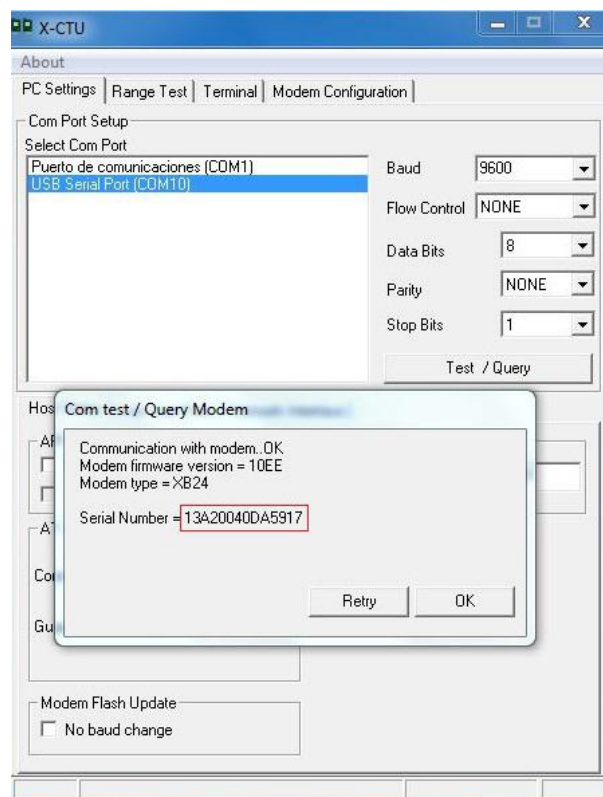 X-CTU
About
PC Settings Range Test Terminal Modem Configuration
Com Port Setup
Select Com Port
Puerto de comunicaciones (COM1)
USB Serial Port (COM10)
Baud 9600
Flow Control NONE
Data Bits 8
Parity NONE
Stop Bits 1
Test / Query
Hos
Com test / Query Modem
Communication with modem..OK
Modem firmware version = 10EE
Modem type = XB24
Serial Number = 13A20040DA5917
Retry OK
AT
Gu
Modem Flash Update
No baud change